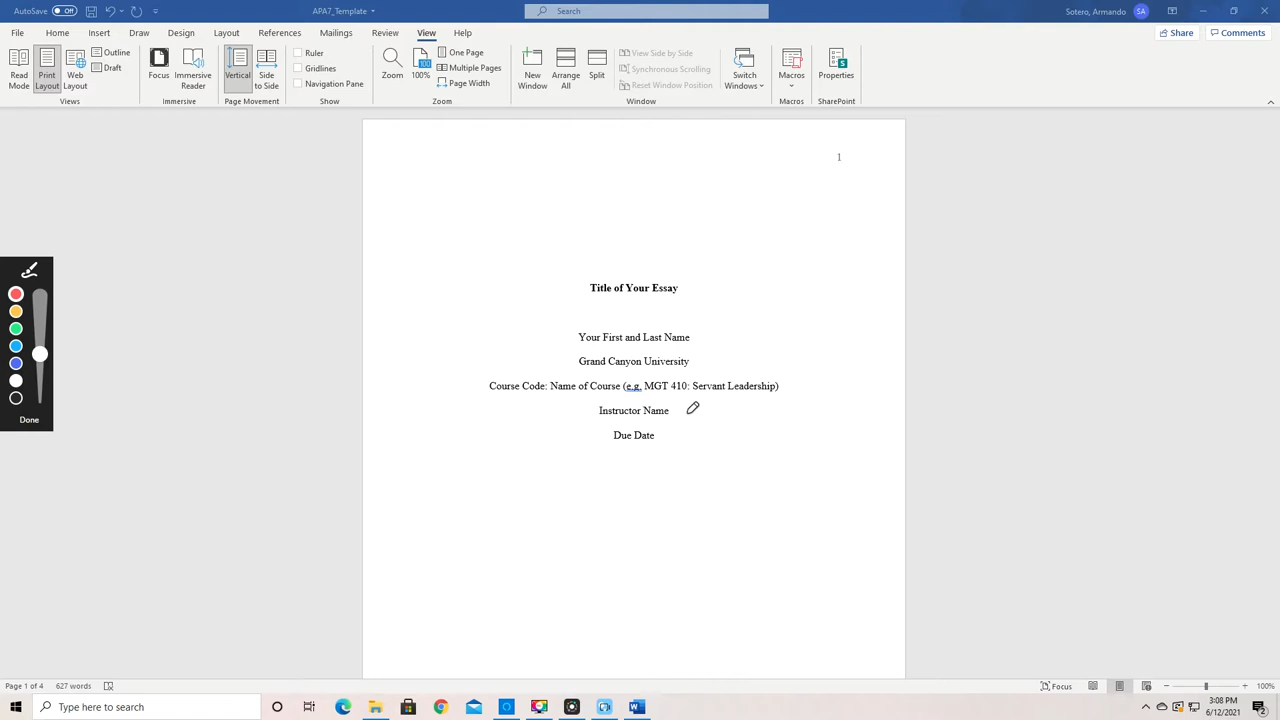 AutoSave Off APA7_Template Search Sotero, Armando SA
File Home Insert Draw Design Layout References Mailings Review View Help Share Comments
Read Mode
Print Layout
Web Layout
Outline
Draft
Views
Focus
Immersive Reader
Immersive
Vertical
Side to Side
Page Movement
Ruler
Gridlines
Navigation Pane
Show
Zoom
100
100%
One Page
Multiple Pages
Page Width
Zoom
New Window
Arrange All
Split
View Side by Side
Synchronous Scrolling
Reset Window Position
Switch Windows
Window
Macros
Macros
Properties
SharePoint
1
Title of Your Essay
Your First and Last Name
Grand Canyon University
Course Code: Name of Course (e.g. MGT 410: Servant Leadership)
Instructor Name
Due Date
Done
Page 1 of 4 627 words Focus 100%
Type here to search 3:08 PM
6/12/2021 2